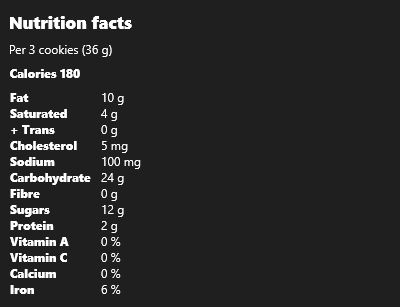 Nutrition facts
Per 3 cookies (36 g)
Calories 180
Fat 10 g
Saturated 4 g
+ Trans 0 g
Cholesterol 5 mg
Sodium 100 mg
Carbohydrate 24 g
Fibre 0 g
Sugars 12 g
Protein 2 g
Vitamin A 0 %
Vitamin C 0 %
Calcium 0 %
Iron 6 %